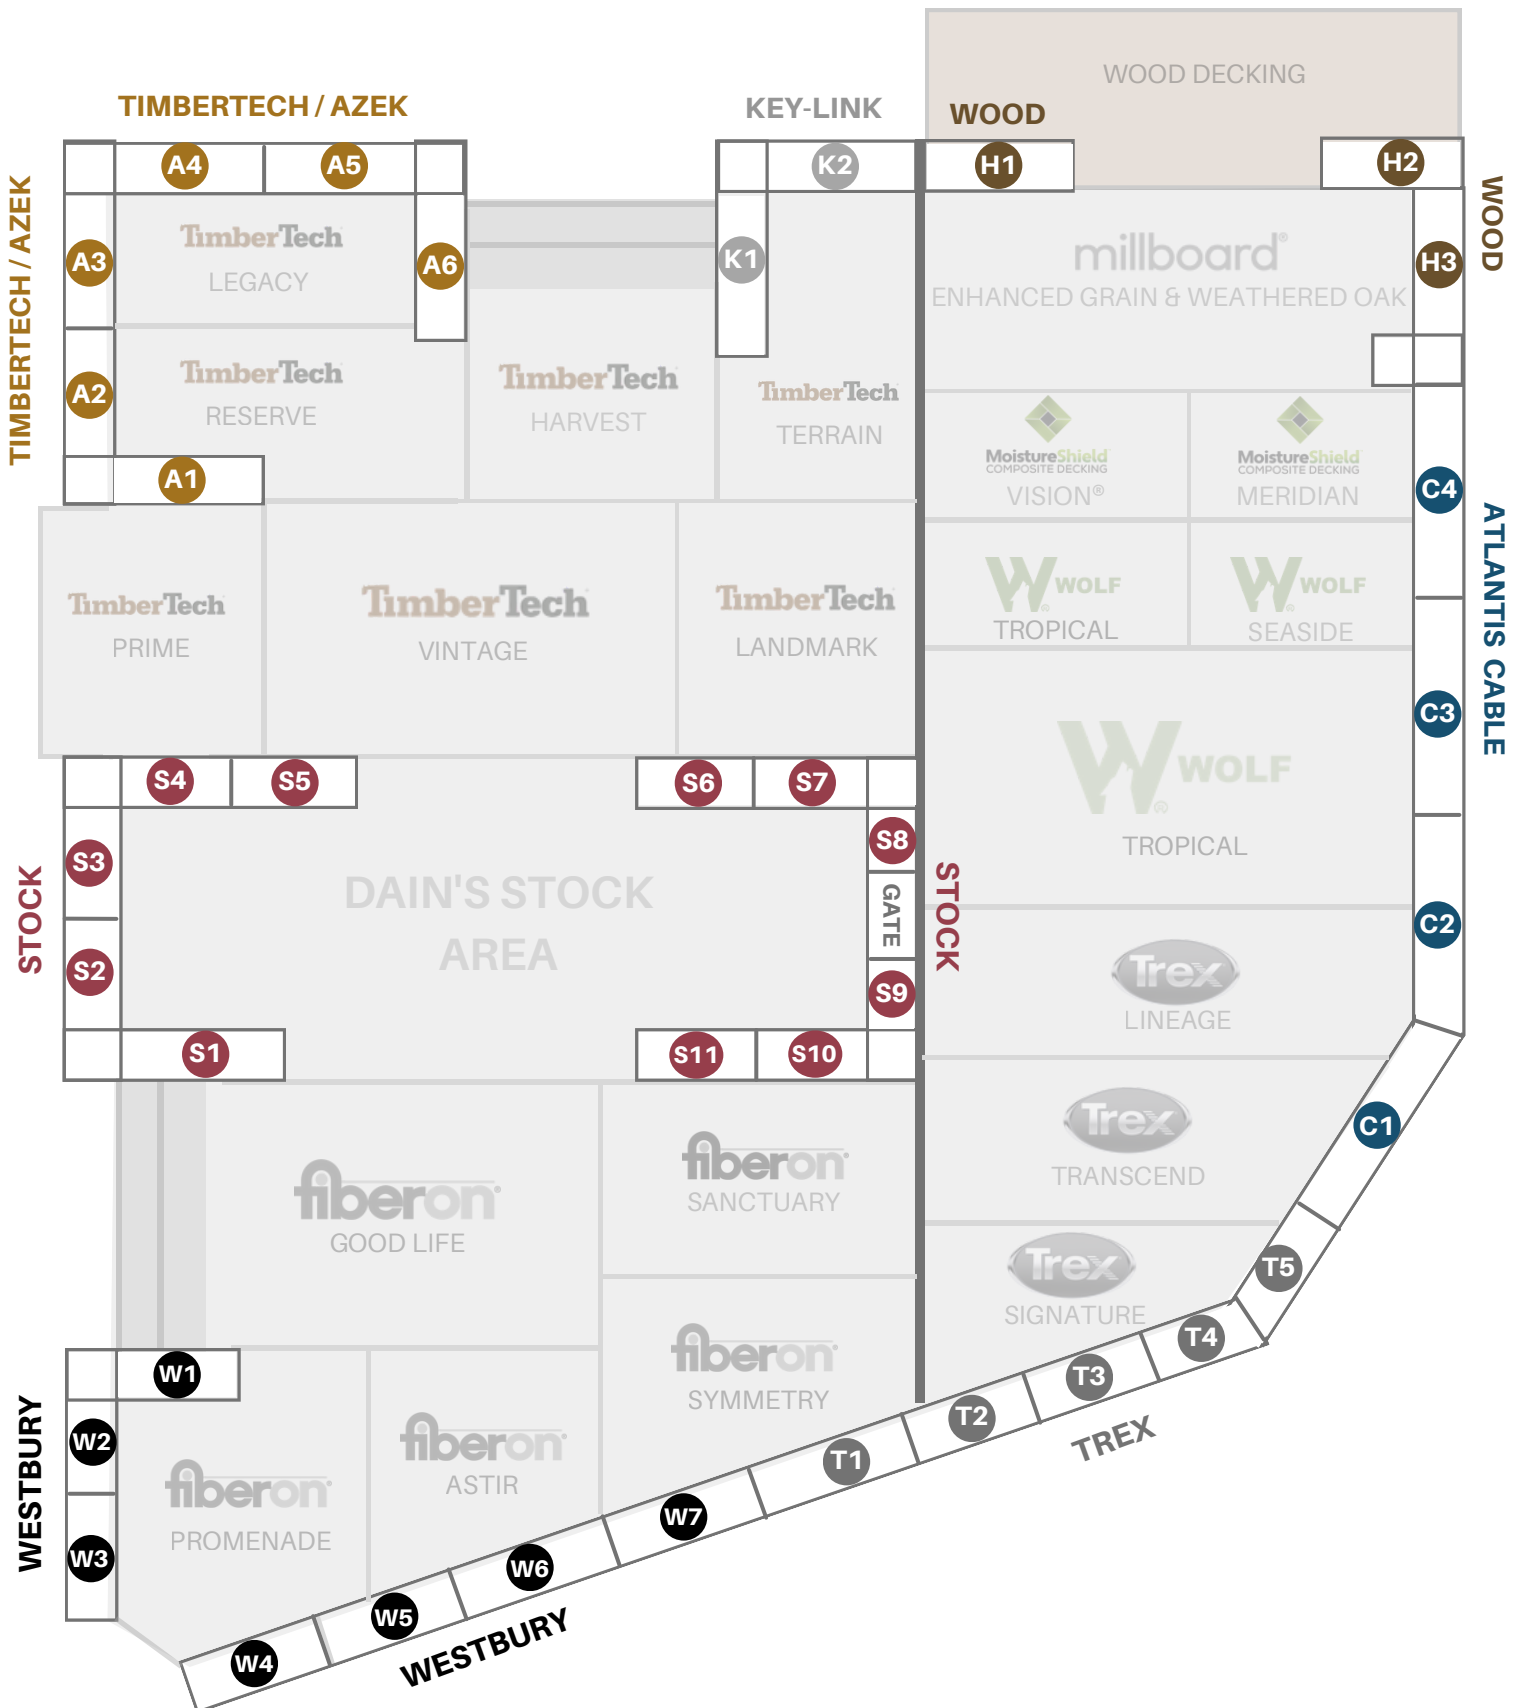 WOOD DECKING
TIMBERTECH / AZEK
KEY-LINK
WOOD
A4
A5
K2
H1
H2
TIMBERTECH / AZEK
A3
A6
K1
H3
WOOD
TimberTech
LEGACY
millboard®
ENHANCED GRAIN & WEATHERED OAK
A2
TimberTech
RESERVE
TimberTech
HARVEST
TimberTech
TERRAIN
A1
MoistureShield
COMPOSITE DECKING
VISION®
MoistureShield
COMPOSITE DECKING
MERIDIAN
C4
ATLANTIS CABLE
TimberTech
PRIME
TimberTech
VINTAGE
TimberTech
LANDMARK
W WOLF
TROPICAL
W WOLF
SEASIDE
C3
S4
S5
S6
S7
W WOLF
TROPICAL
S3
S8
STOCK
DAIN'S STOCK
AREA
GATE
STOCK
C2
S2
S9
Trex
LINEAGE
S1
S11
S10
Trex
TRANSCEND
C1
fiberon
GOOD LIFE
fiberon
SANCTUARY
Trex
SIGNATURE
T5
T4
T3
T2
T1
TREX
fiberon
SYMMETRY
W1
W2
W3
WESTBURY
fiberon
ASTIR
fiberon
PROMENADE
W7
W6
W5
W4
WESTBURY